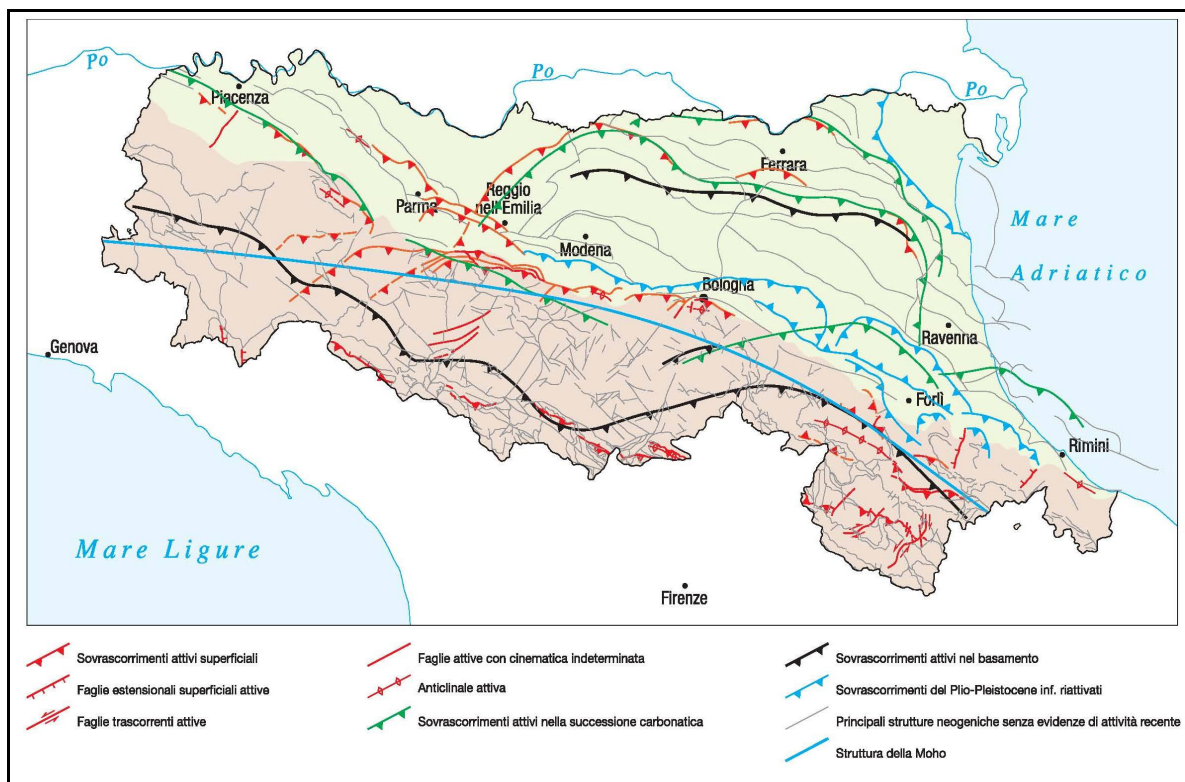 Po
Piacenza
Po
Po
Ferrara
Parma
Reggio
nell'Emilia
Modena
Mare
Adriatico
Bologna
Ravenna
Genova
Forlì
Rimini
Mare Ligure
Firenze
Sovrascorrimenti attivi superficiali
Faglie estensionali superficiali attive
Faglie trascorrenti attive
Faglie attive con cinematica indeterminata
Anticlinale attiva
Sovrascorrimenti attivi nella successione carbonatica
Sovrascorrimenti attivi nel basamento
Sovrascorrimenti del Plio-Pleistocene inf. riattivati
Principali strutture neogeniche senza evidenze di attività recente
Struttura della Moho